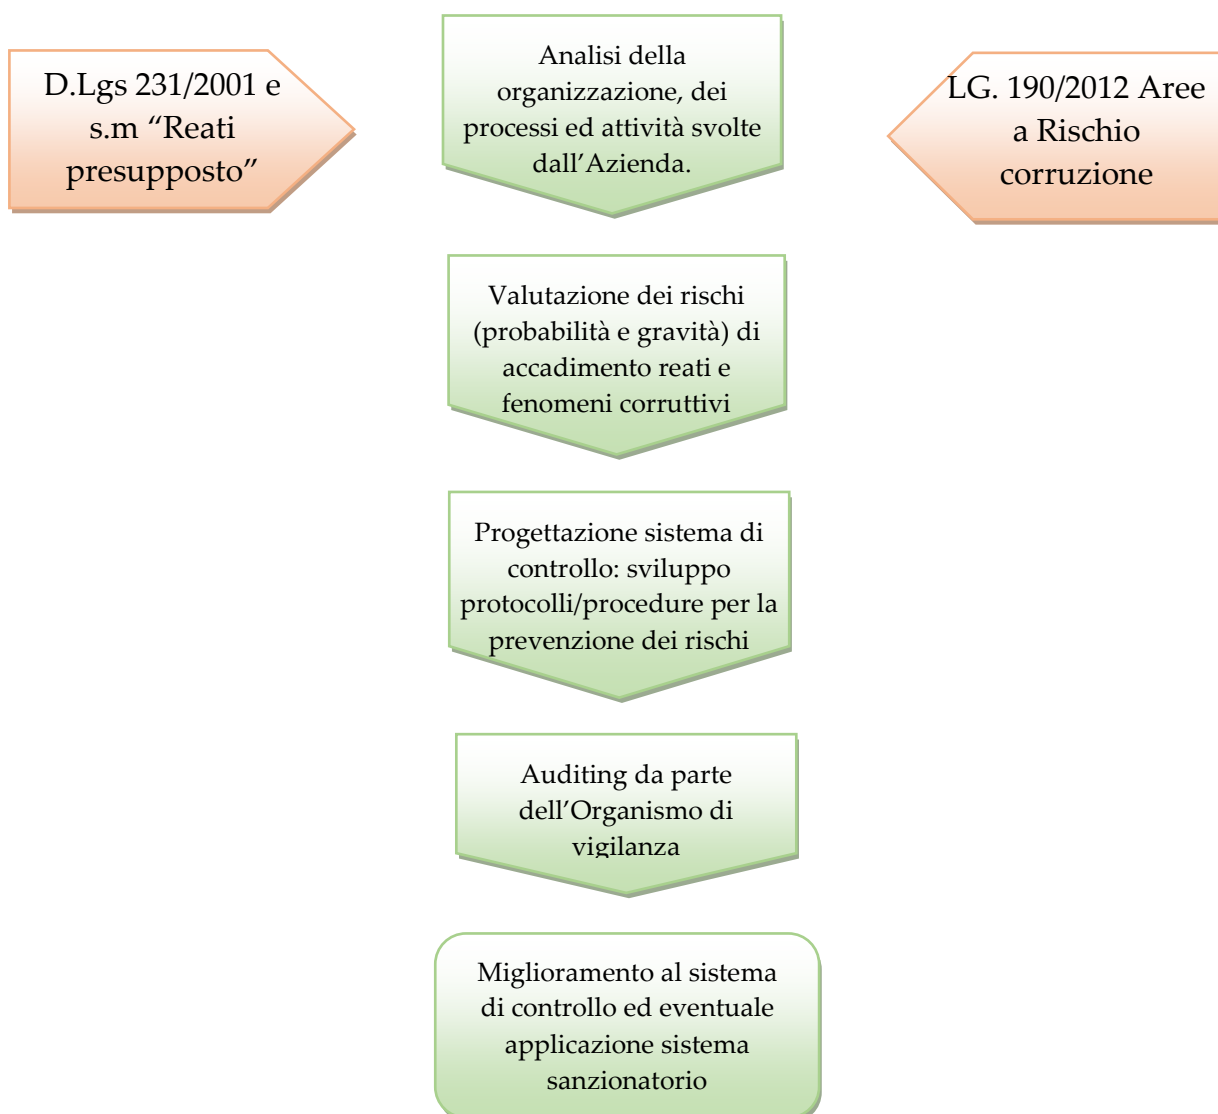 D.Lgs 231/2001 e
s.m “Reati
presupposto”
Analisi della
organizzazione, dei
processi ed attività svolte
dall’Azienda.
LG. 190/2012 Aree
a Rischio
corruzione
Valutazione dei rischi
(probabilità e gravità) di
accadimento reati e
fenomeni corruttivi
Progettazione sistema di
controllo: sviluppo
protocolli/procedure per la
prevenzione dei rischi
Auditing da parte
dell’Organismo di
vigilanza
Miglioramento al sistema
di controllo ed eventuale
applicazione sistema
sanzionatorio